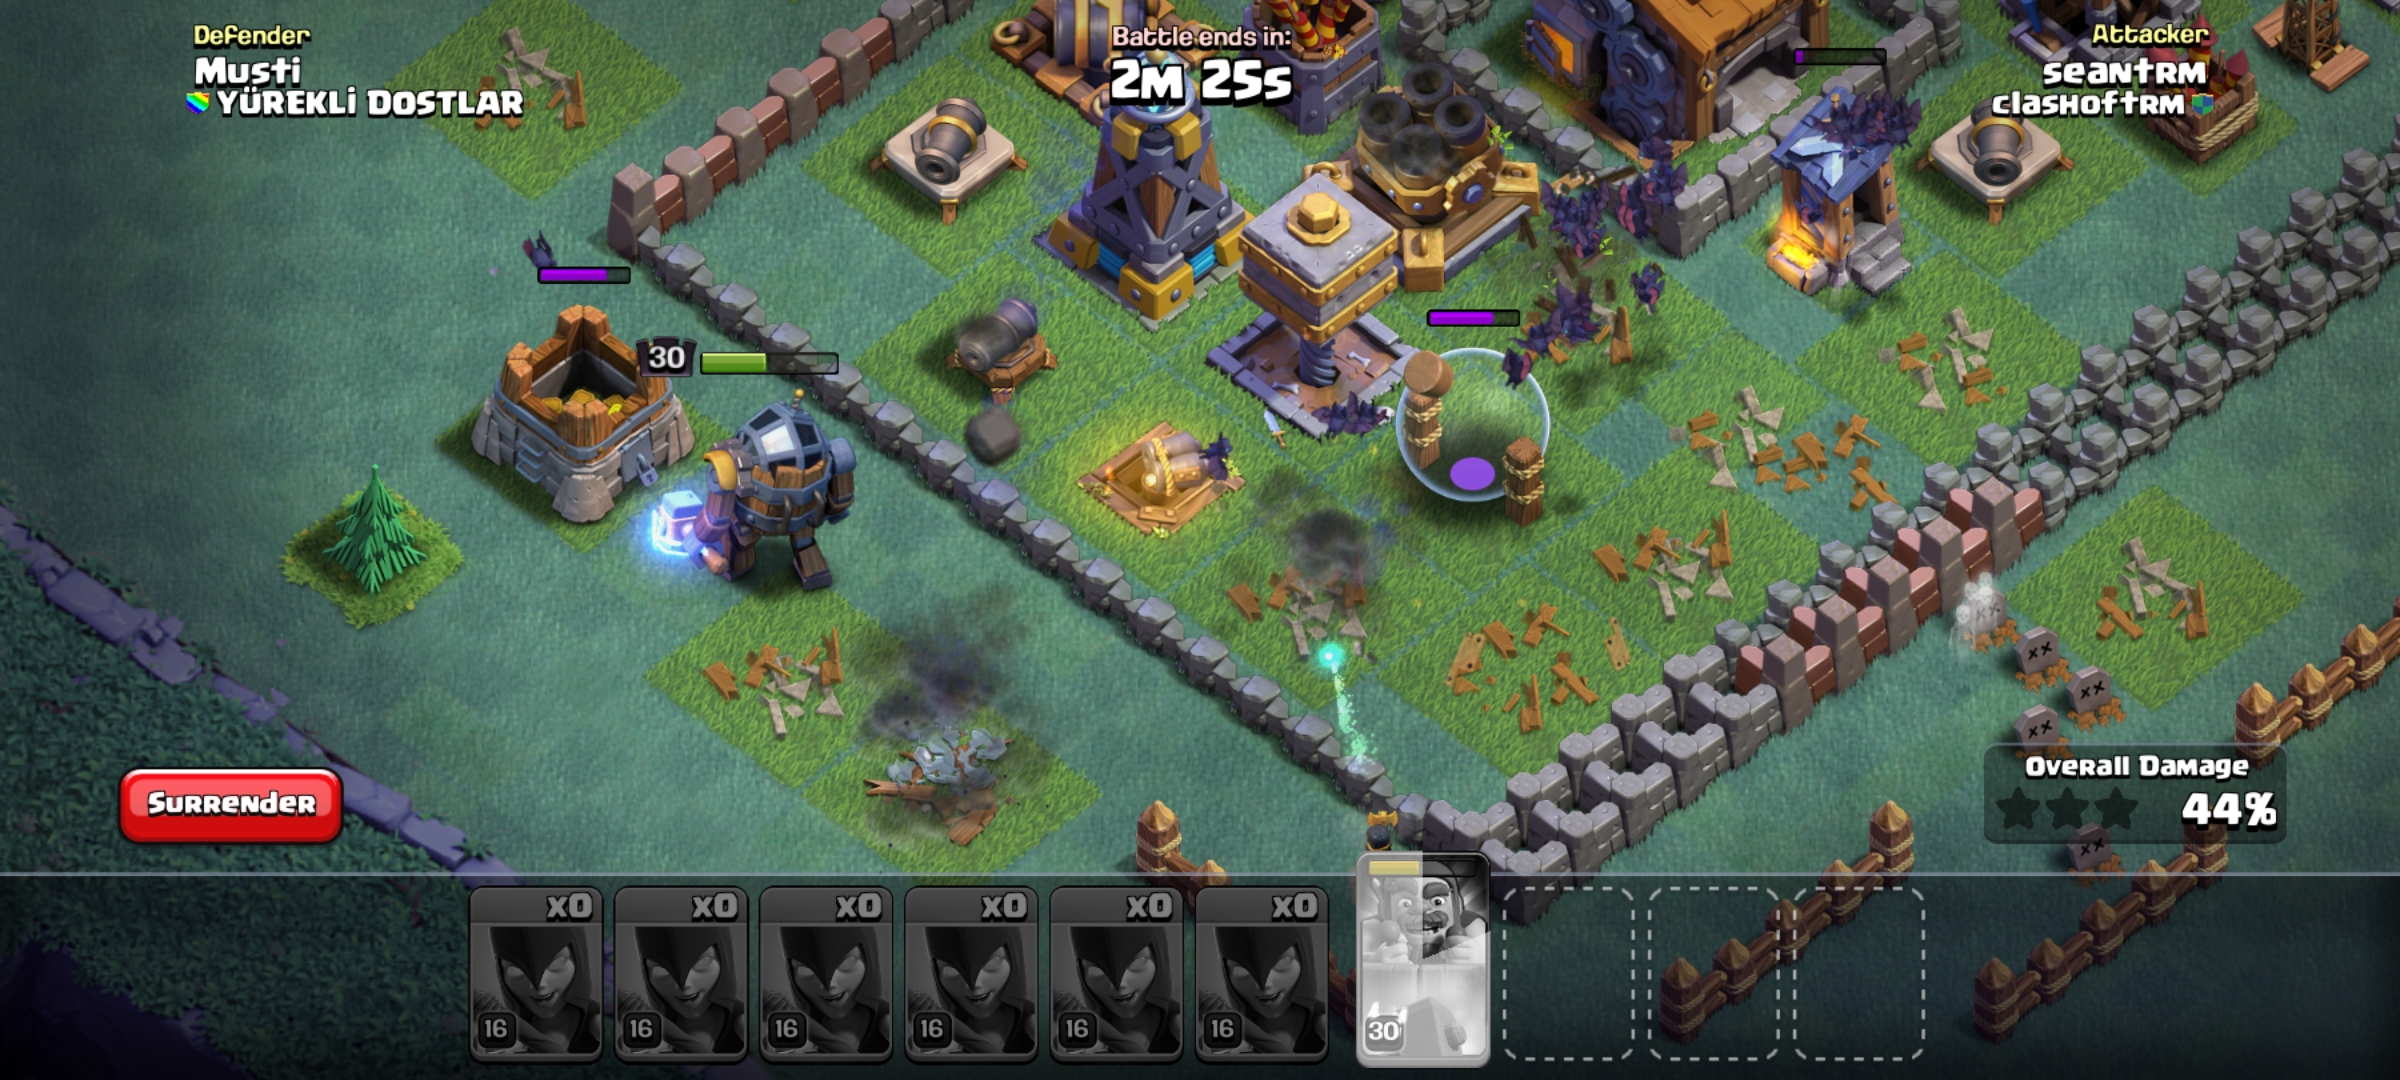 Defender
Musti
YÜREKLİ DOSTLAR
Battle ends in:
2M 25s
Attacker
seantrm
clashoftrm
30
Surrender
Overall Damage
44%
x0 x0 x0 x0 x0 x0
16 16 16 16 16 16 30